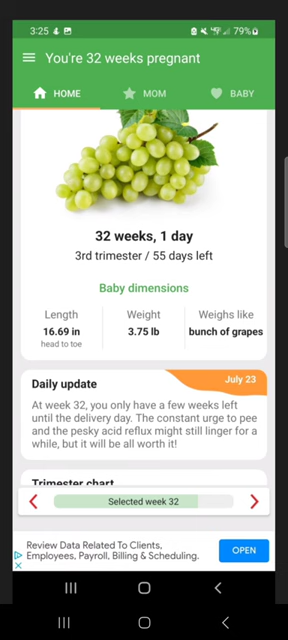 3:25
79%
You're 32 weeks pregnant
HOME
MOM
BABY
32 weeks, 1 day
3rd trimester / 55 days left
Baby dimensions
Length
Weight
Weighs like
16.69 in
3.75 lb
bunch of grapes
head to toe
Daily update
July 23
At week 32, you only have a few weeks left
until the delivery day. The constant urge to pee
and the pesky acid reflux might still linger for a
while, but it will be all worth it!
Trimester chart
Selected week 32
Review Data Related To Clients,
Employees, Payroll, Billing & Scheduling.
OPEN